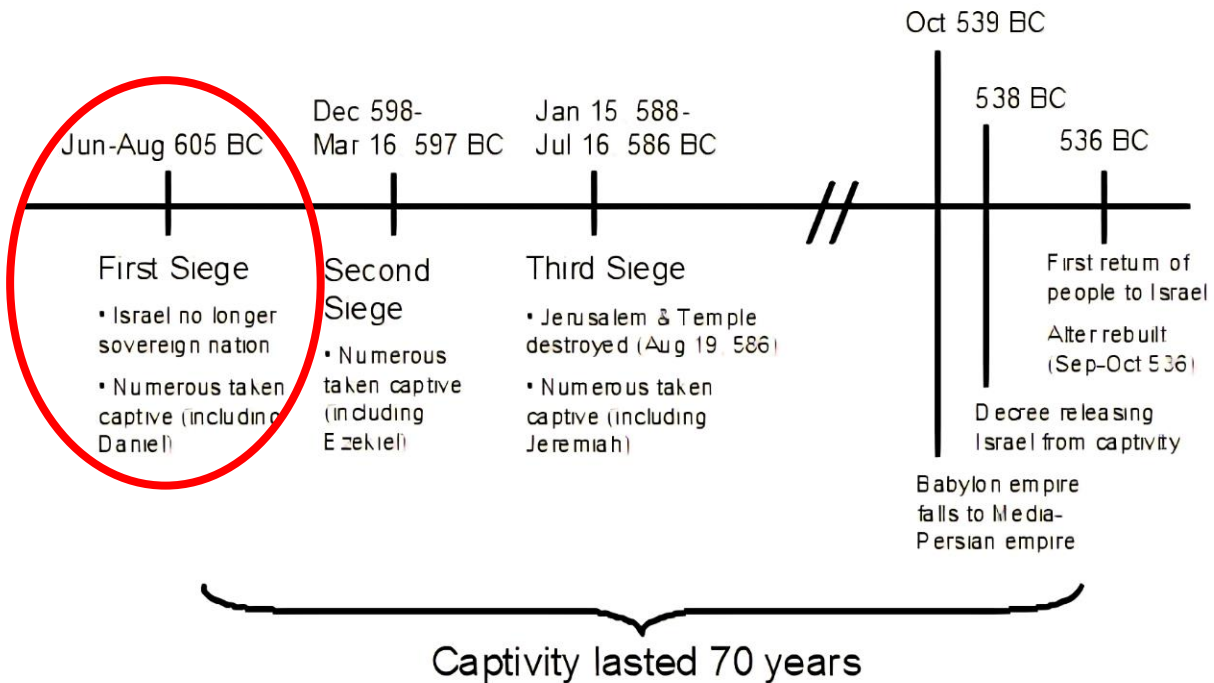 Oct 539 BC
538 BC
536 BC
Dec 598-
Mar 16 597 BC
Jan 15 588-
Jul 16 586 BC
Jun-Aug 605 BC
First Siege
• Israel no longer
sovereign nation
• Numerous taken
captive (including
Daniel)
Second
Siege
• Numerous
taken captive
(including
Ezekiel)
Third Siege
• Jerusalem & Temple
destroyed (Aug 19, 586)
• Numerous taken
captive (including
Jeremiah)
First return of
people to Israel
Alter rebuilt
(Sep-Oct 536)
Decree releasing
Israel from captivity
Babylon empire
falls to Media-
Persian empire
Captivity lasted 70 years